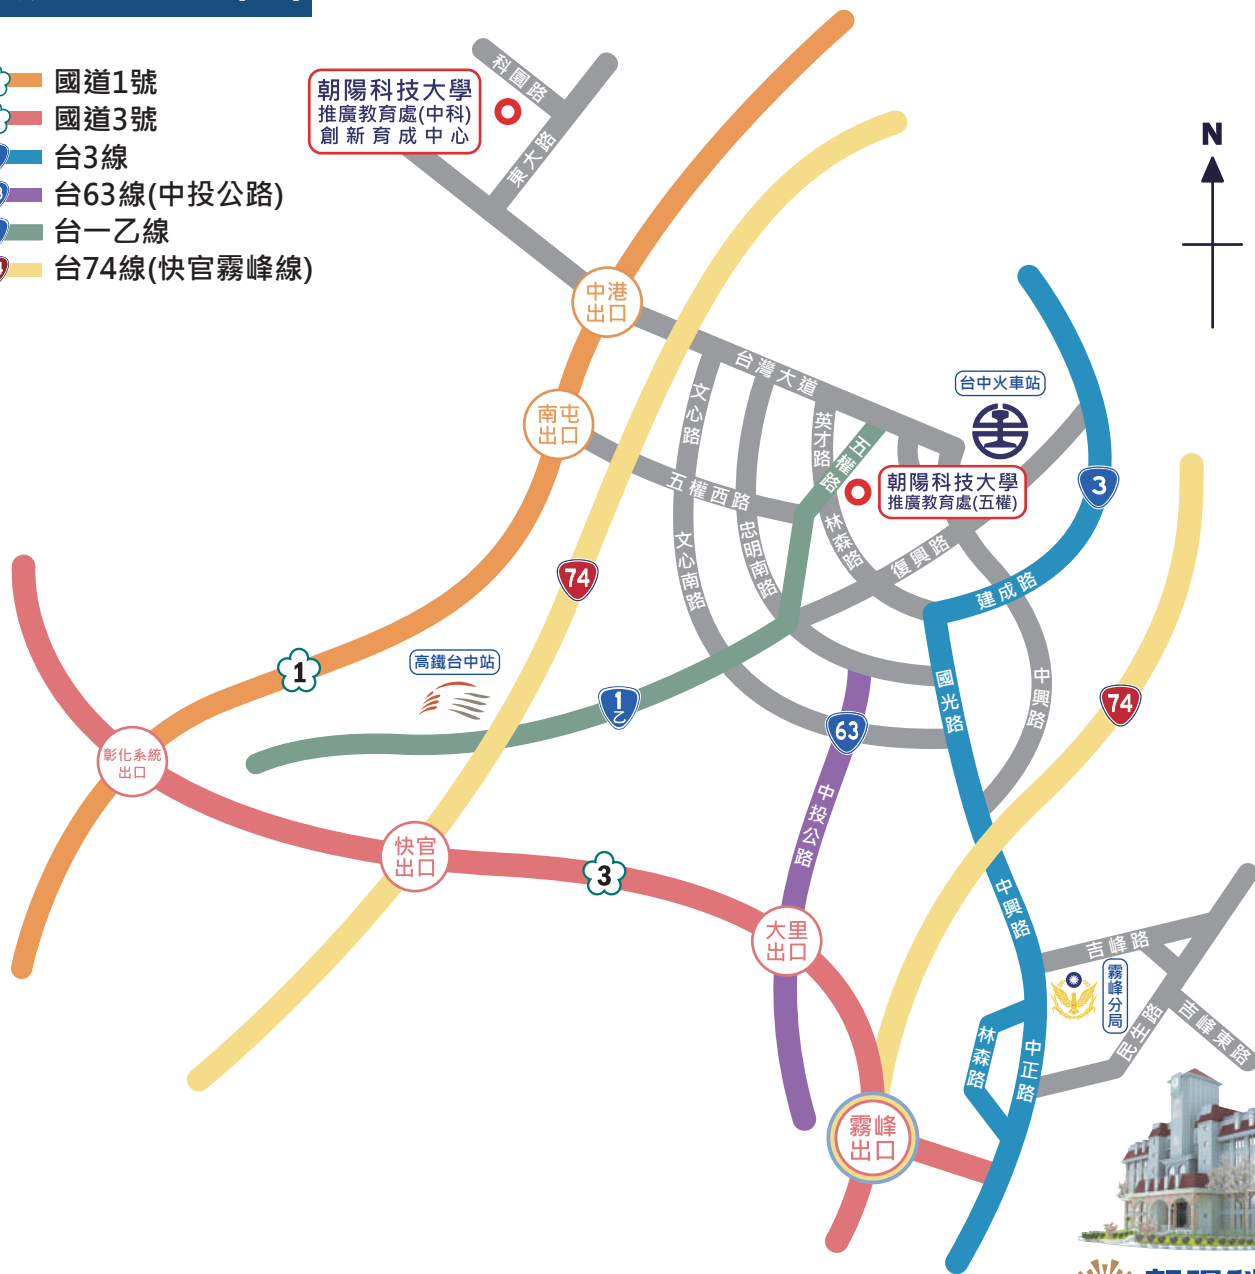 國道1號
國道3號
台3線
台63線(中投公路)
台一乙線
台74線(快官霧峰線)
朝陽科技大學
推廣教育處(中科)
創新育成中心
科園路
東大路
N
中港
出口
南屯
出口
台灣大道
文心路
英才路
五權路
五權西路
台中火車站
朝陽科技大學
推廣教育處(五權)
3
林森路
忠明南路
文心南路
復興路
建成路
74
1
高鐵台中站
1
乙
63
國光路
中興路
74
彰化系統
出口
快官
出口
3
中投公路
大里
出口
中興路
吉峰路
霧峰分局
民生路
吉峰東路
林森路
中正路
霧峰
出口